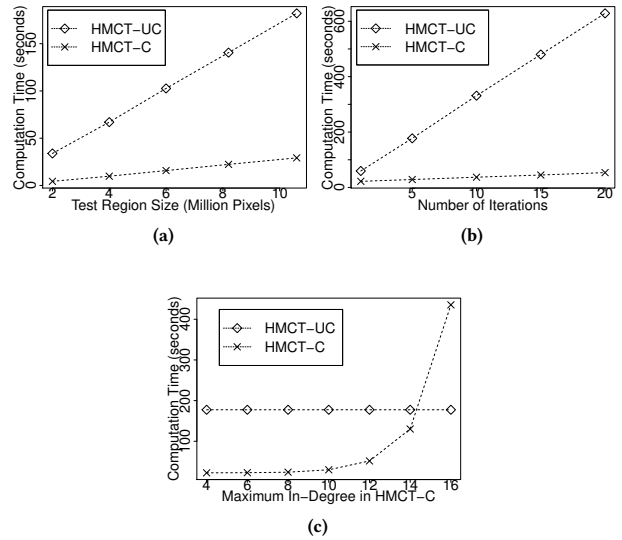 HMCT−UC
HMCT−C
Computation Time (seconds)
0 50 100 150
2 4 6 8 10
Test Region Size (Million Pixels)
(a)
HMCT−UC
HMCT−C
Computation Time (seconds)
0 200 400 600
5 10 15 20
Number of Iterations
(b)
HMCT−UC
HMCT−C
Computation Time (seconds)
100 200 300 400
4 6 8 10 12 14 16
Maximum In−Degree in HMCT−C
(c)